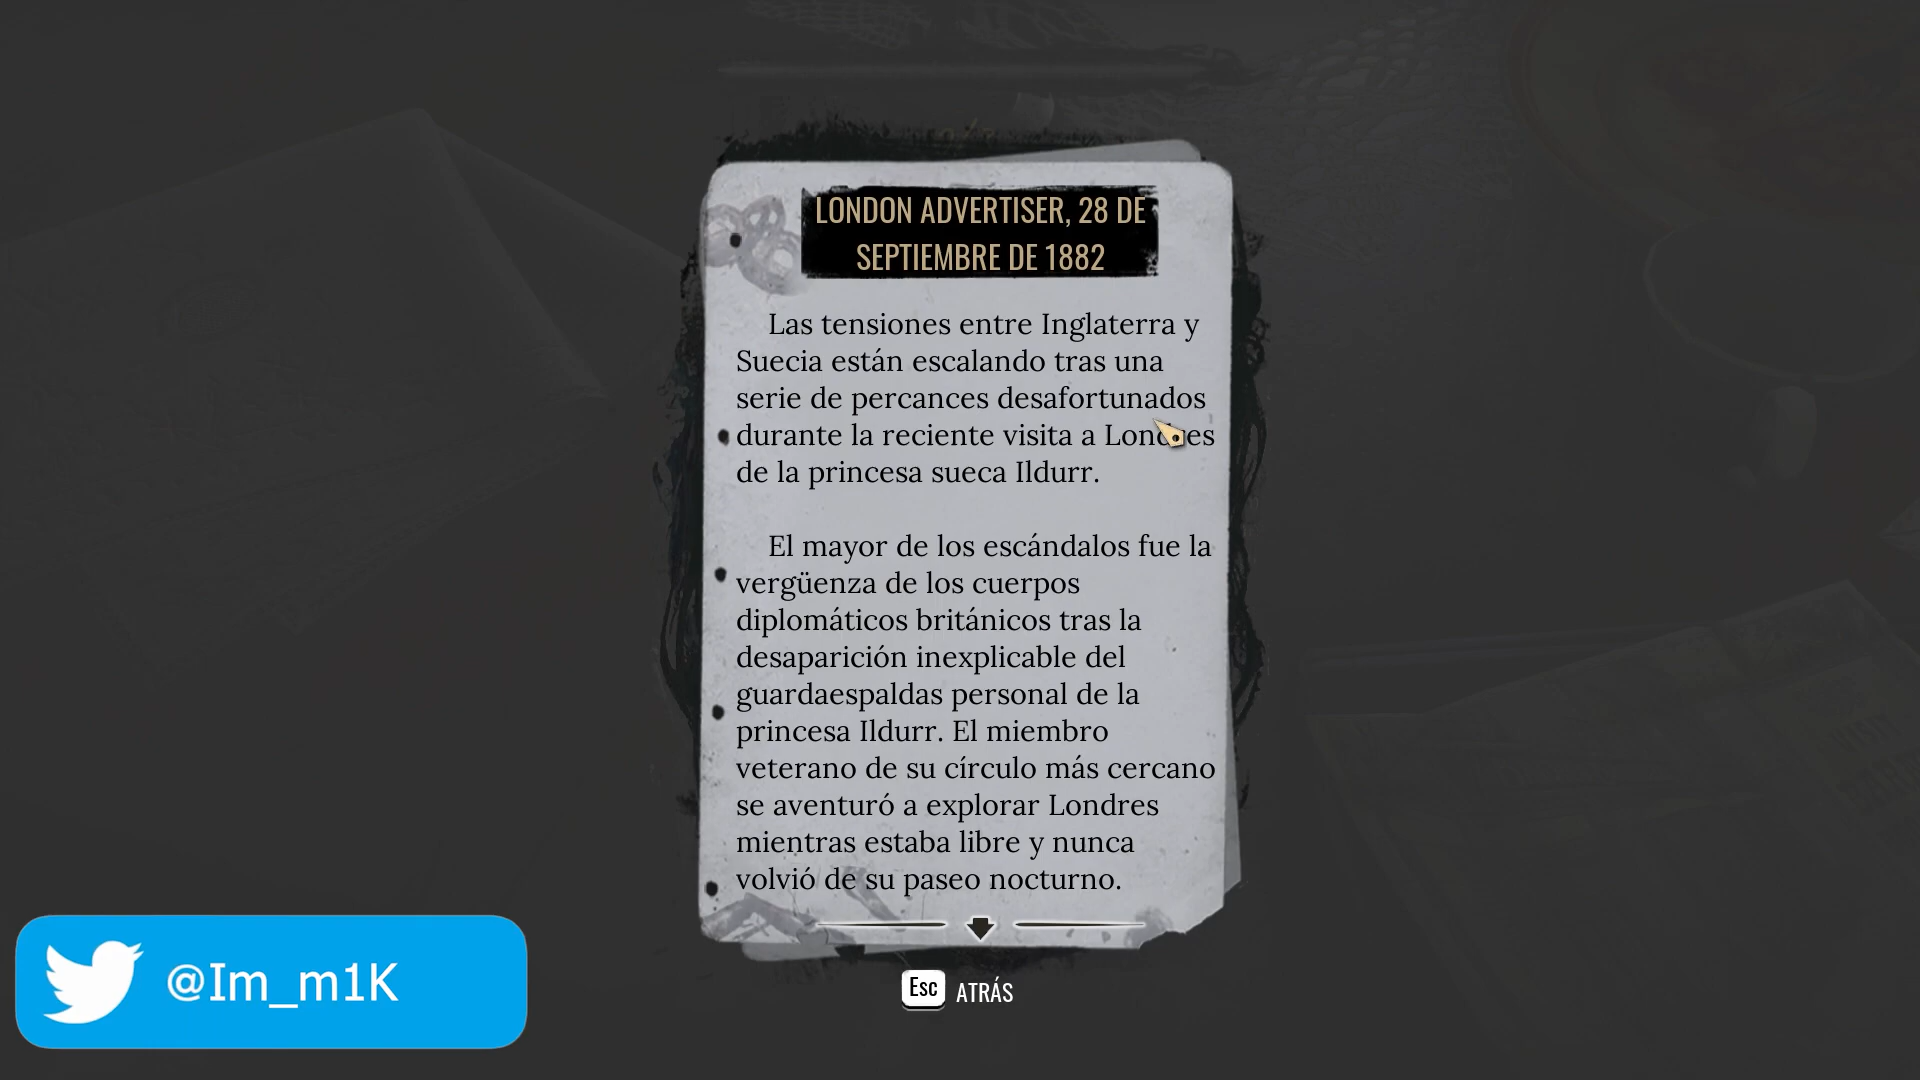 LONDON ADVERTISER, 28 DE
SEPTIEMBRE DE 1882
Las tensiones entre Inglaterra y
Suecia están escalando tras una
serie de percances desafortunados
durante la reciente visita a Londres
de la princesa sueca Ildurr.
El mayor de los escándalos fue la
vergüenza de los cuerpos
diplomáticos británicos tras la
desaparición inexplicable del
guardaespaldas personal de la
princesa Ildurr. El miembro
veterano de su círculo más cercano
se aventuró a explorar Londres
mientras estaba libre y nunca
volvió de su paseo nocturno.
Esc ATRÁS
@Im_m1K